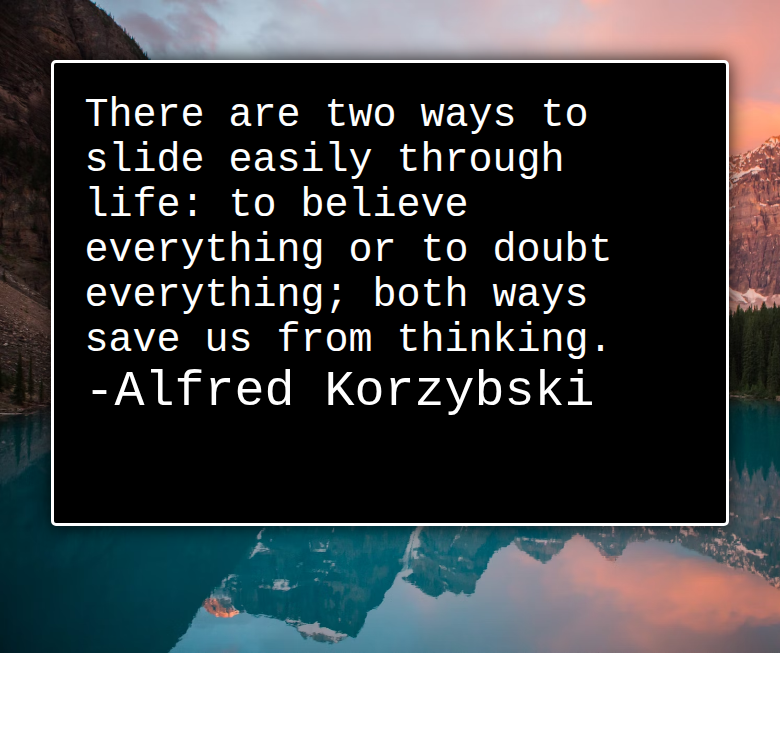 There are two ways to
slide easily through
life: to believe
everything or to doubt
everything; both ways
save us from thinking.
-Alfred Korzybski